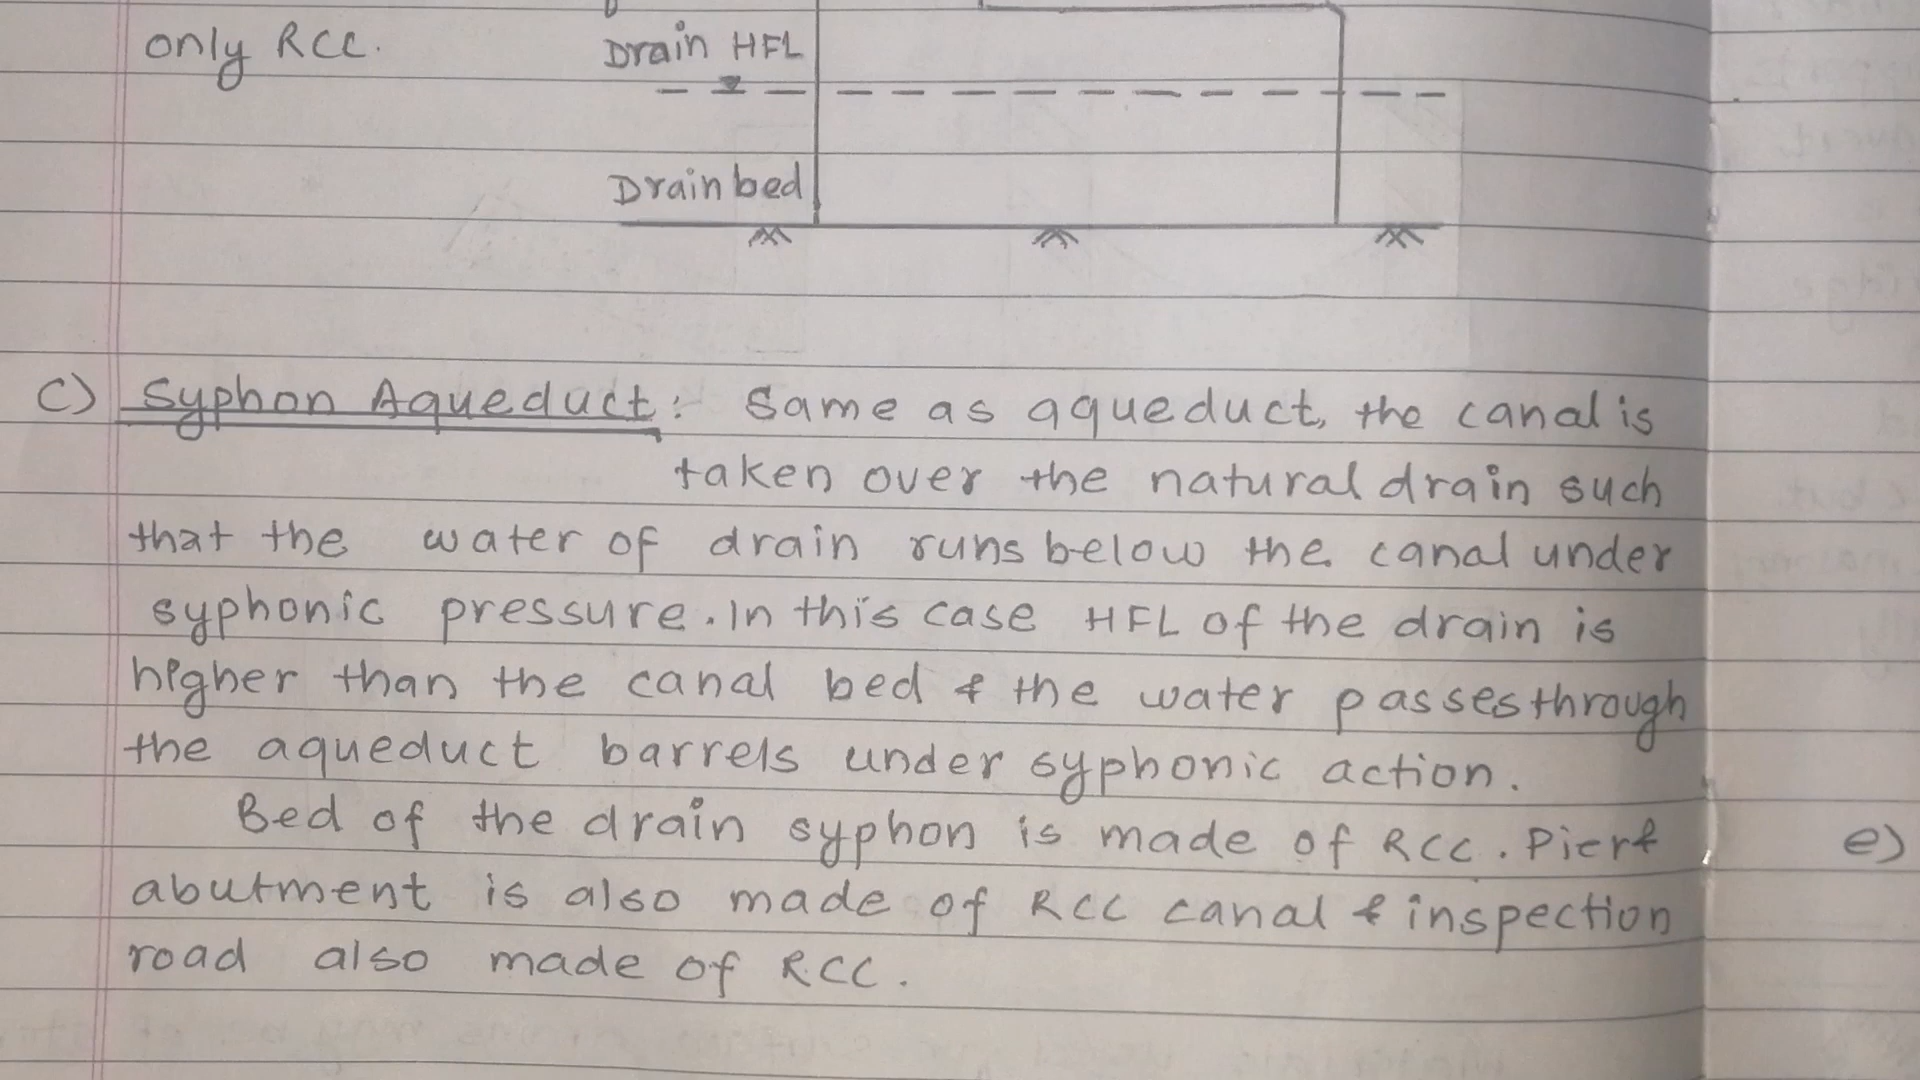 only RCC.
Drain HFL
Drain bed
c) Syphon Aqueduct: Same as aqueduct, the canal is
taken over the natural drain such
that the water of drain runs below the canal under
syphonic pressure. In this case HFL of the drain is
higher than the canal bed & the water passes through
the aqueduct barrels under syphonic action.
Bed of the drain syphon is made of RCC. Pier &
abutment is also made of RCC canal & inspection
road also made of RCC.
e)